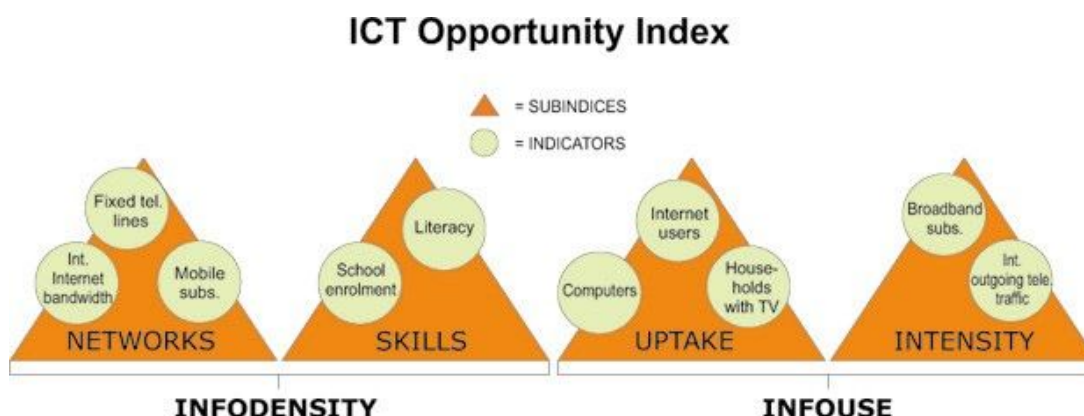 ICT Opportunity Index
= SUBINDICES
= INDICATORS
Fixed tel.
lines
Int.
Internet
bandwidth
Mobile
subs.
NETWORKS
Literacy
School
enrolment
SKILLS
Internet
users
Computers
House-
holds
with TV
UPTAKE
Broadband
subs.
Int.
outgoing tele.
traffic
INTENSITY
INFODENSITY
INFOUSE